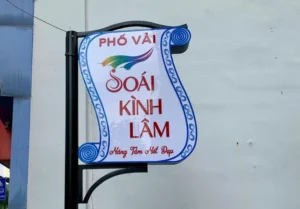 PHỐ VẢI
SOÁI
KÌNH
LÂM
Nâng Tầm Nét Đẹp